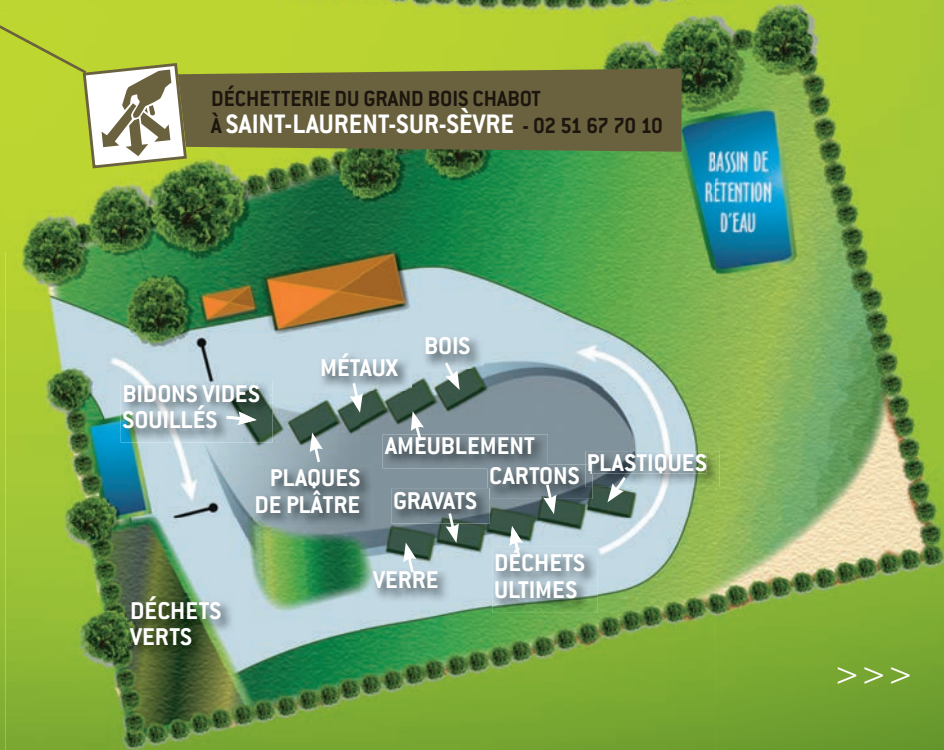 DÉCHETTERIE DU GRAND BOIS CHABOT
À SAINT-LAURENT-SUR-SÈVRE - 02 51 67 70 10
BASSIN DE
RÉTENTION
D'EAU
BOIS
MÉTAUX
BIDONS VIDES
SOUILLÉS
AMEUBLEMENT
PLAQUES
DE PLÂTRE
PLASTIQUES
CARTONS
GRAVATS
VERRE
DÉCHETS
ULTIMES
DÉCHETS
VERTS
>>>